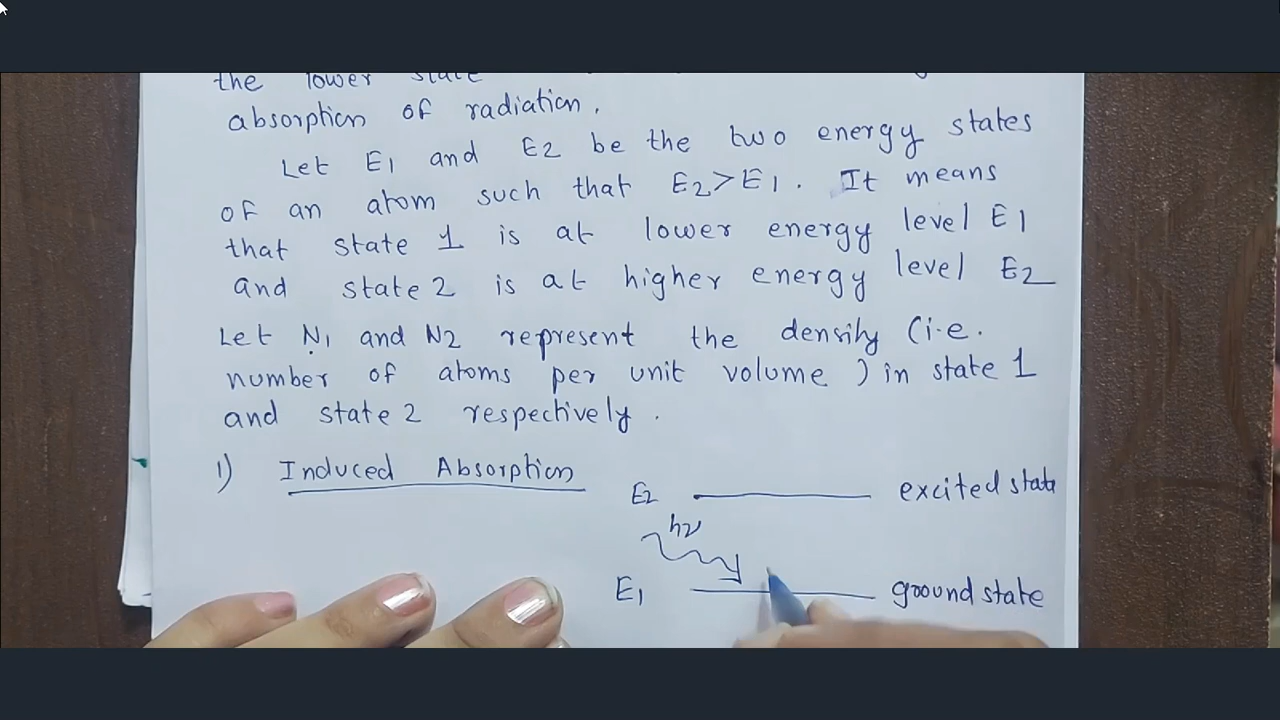 the lower state
absorption of radiation.
Let E1 and E2 be the two energy states
of an atom such that E2>E1. It means
that state 1 is at lower energy level E1
and state 2 is at higher energy level E2
Let N1 and N2 represent the density (i.e.
number of atoms per unit volume) in state 1
and state 2 respectively.
1) Induced Absorption
E2 excited state
hν
E1 ground state